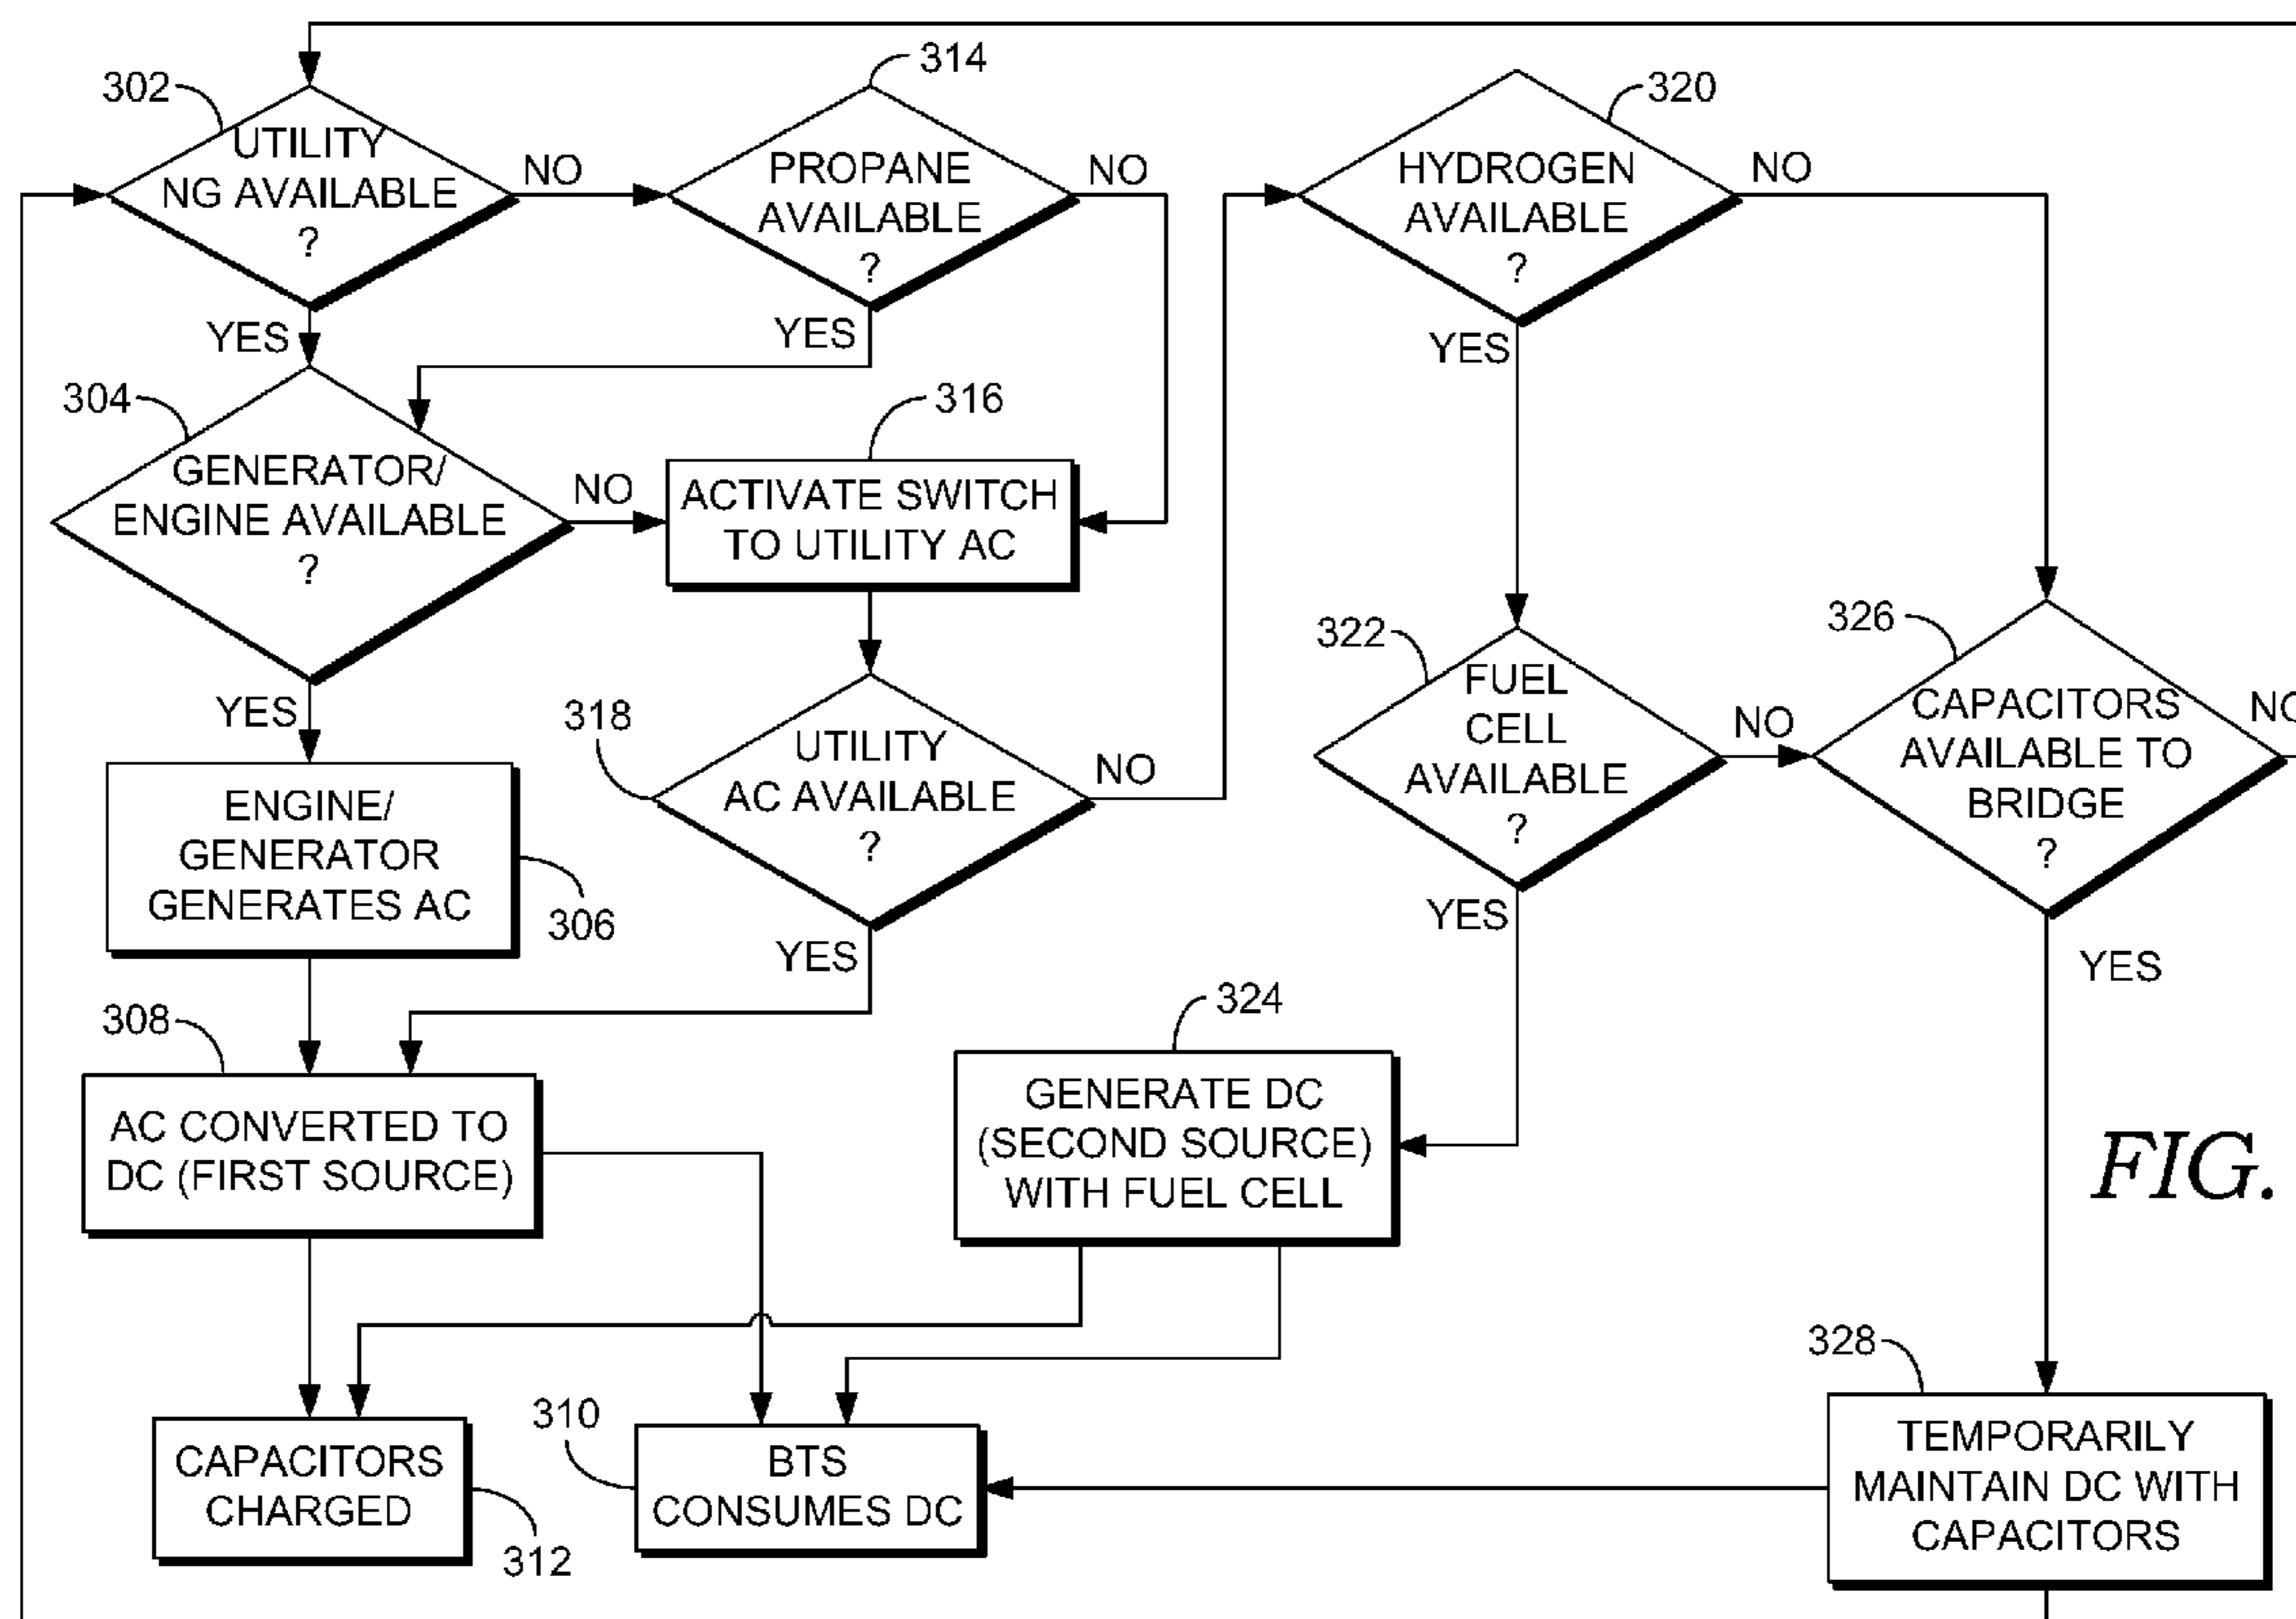 302
UTILITY
NG AVAILABLE
?
NO
YES
314
PROPANE
AVAILABLE
?
NO
YES
304
GENERATOR/
ENGINE AVAILABLE
?
NO
YES
316
ACTIVATE SWITCH
TO UTILITY AC
306
ENGINE/
GENERATOR
GENERATES AC
318
UTILITY
AC AVAILABLE
?
NO
YES
308
AC CONVERTED TO
DC (FIRST SOURCE)
312
CAPACITORS
CHARGED
310
BTS
CONSUMES DC
320
HYDROGEN
AVAILABLE
?
NO
YES
322
FUEL
CELL
AVAILABLE
?
NO
YES
324
GENERATE DC
(SECOND SOURCE)
WITH FUEL CELL
326
CAPACITORS
AVAILABLE TO
BRIDGE
?
YES
328
TEMPORARILY
MAINTAIN DC WITH
CAPACITORS
FIG.